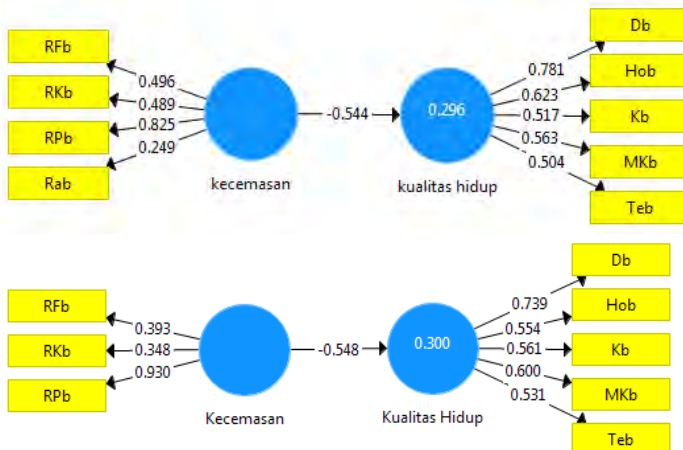 RFb
RKb
RPb
Rab
0.496
0.489
0.825
0.249
kecemasan
-0.544
0.296
kualitas hidup
0.781
0.623
0.517
0.563
0.504
Db
Hob
Kb
MKb
Teb
RFb
RKb
RPb
0.393
0.348
0.930
Kecemasan
-0.548
0.300
Kualitas Hidup
0.739
0.554
0.561
0.600
0.531
Db
Hob
Kb
MKb
Teb